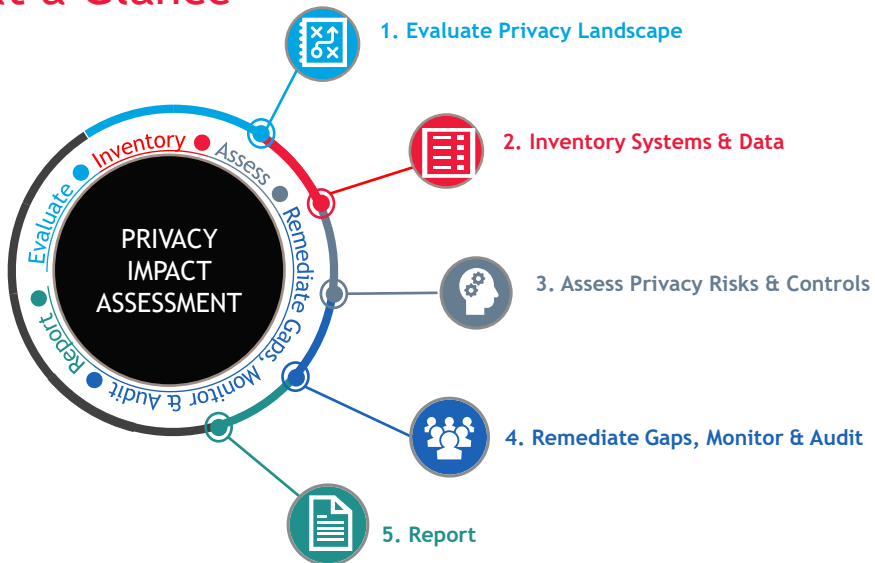 a Glance
1. Evaluate Privacy Landscape
2. Inventory Systems & Data
3. Assess Privacy Risks & Controls
4. Remediate Gaps, Monitor & Audit
5. Report
PRIVACY
IMPACT
ASSESSMENT
Evaluate
Inventory
Assess
Remediate Gaps, Monitor & Audit
Report